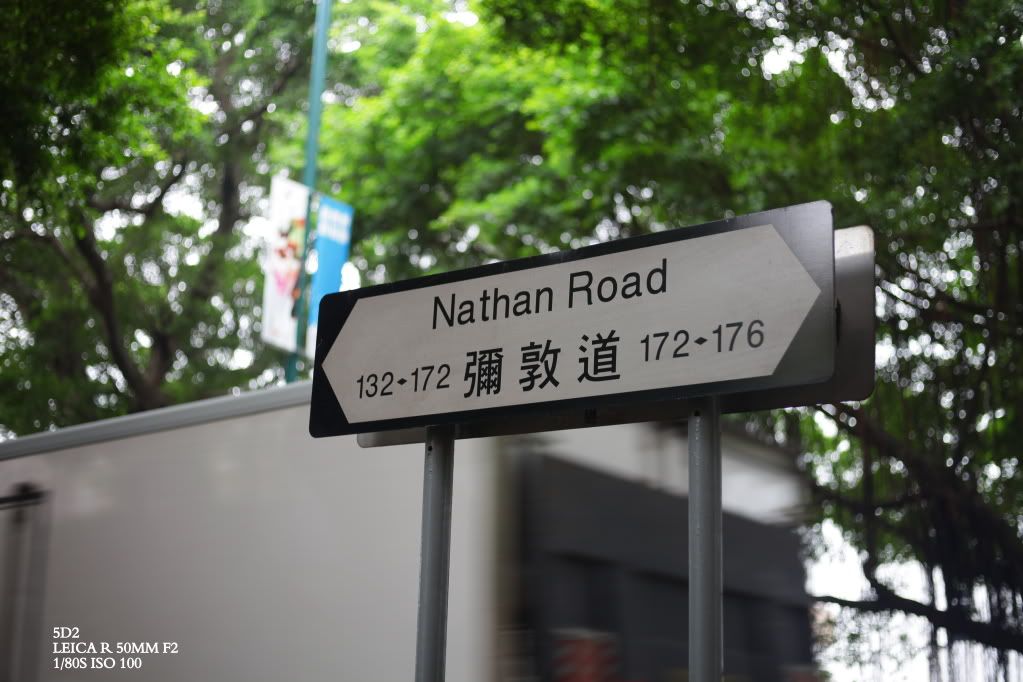 Nathan Road
132-172 彌敦道 172-176
5D2
LEICA R 50MM F2
1/80S ISO 100